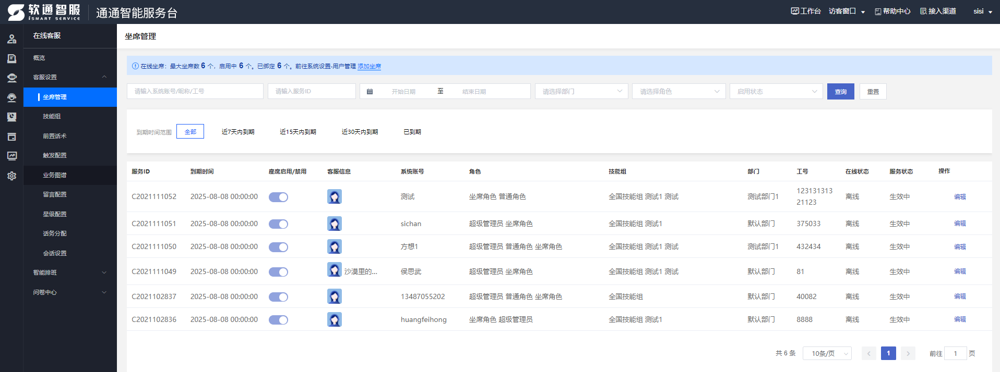 软通智服
iSMART SERVICE
通通智能服务台
工作台 访客窗口 帮助中心 接入渠道 sisi
在线客服
概览
客服设置
坐席管理
技能组
前置话术
触发配置
业务图谱
留言配置
星级配置
话务分配
会话设置
智能排班
问卷中心
坐席管理
在线坐席：最大坐席数 6 个，启用中 6 个。已绑定 6 个。前往系统设置-用户管理 添加坐席
请输入系统账号/昵称/工号 请输入服务ID 开始日期 至 结束日期 请选择部门 请选择角色 启用状态 查询 重置
到期时间范围 全部 近7天内到期 近15天内到期 近30天内到期 已到期
服务ID 到期时间 座席启用/禁用 客服信息 系统账号 角色 技能组 部门 工号 在线状态 服务状态 操作
C2021111052 2025-08-08 00:00:00 测试 坐席角色 普通角色 全国技能组 测试1 测试 测试部门1 123131313 离线 生效中 编辑
21123
C2021111051 2025-08-08 00:00:00 sichan 超级管理员 坐席角色 全国技能组 测试1 默认部门 375033 离线 生效中 编辑
C2021111050 2025-08-08 00:00:00 方想1 超级管理员 普通角色 坐席角色 全国技能组 测试1 测试 测试部门1 432434 离线 生效中 编辑
C2021111049 2025-08-08 00:00:00 沙漠里的... 侯思武 超级管理员 坐席角色 全国技能组 测试1 测试 默认部门 81 离线 生效中 编辑
C2021102837 2025-08-08 00:00:00 13487055202 超级管理员 普通角色 坐席角色 全国技能组 默认部门 40082 离线 生效中 编辑
C2021102836 2025-08-08 00:00:00 huangfeihong 坐席角色 超级管理员 全国技能组 测试1 默认部门 8888 离线 生效中 编辑
共 6 条 10条/页 1 前往 1 页